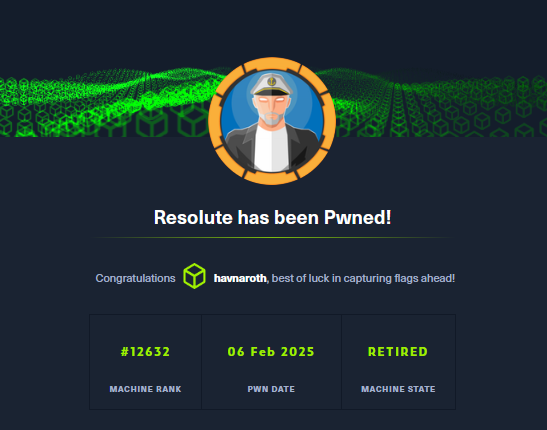 Resolute has been Pwned!
Congratulations havnaroth, best of luck in capturing flags ahead!
#12632 06 Feb 2025 RETIRED
MACHINE RANK PWN DATE MACHINE STATE